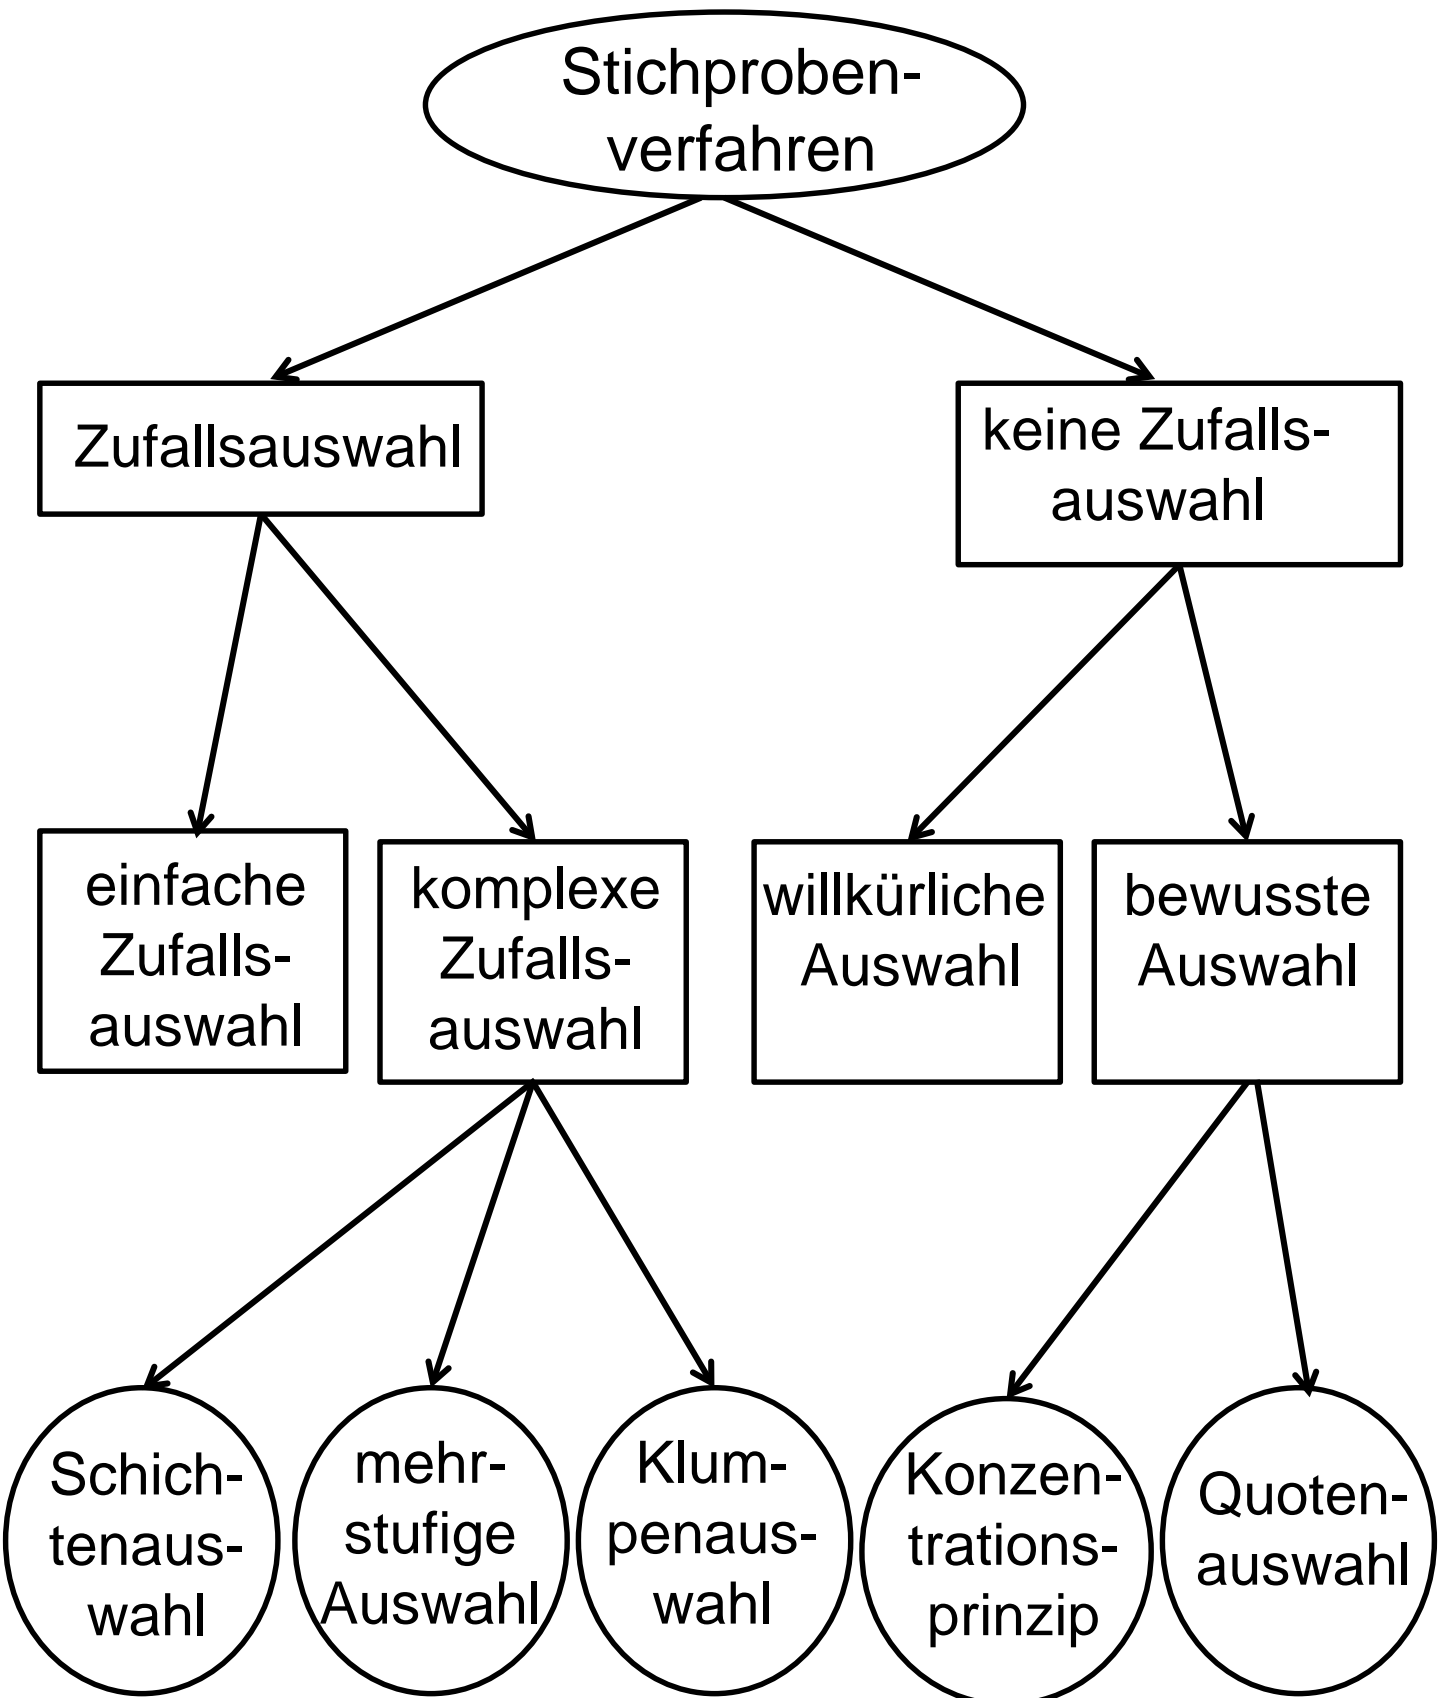 Stichproben-
verfahren
Zufallsauswahl
keine Zufalls-
auswahl
einfache
Zufalls-
auswahl
komplexe
Zufalls-
auswahl
willkürliche
Auswahl
bewusste
Auswahl
Schich-
tenaus-
wahl
mehr-
stufige
Auswahl
Klum-
penaus-
wahl
Konzen-
trations-
prinzip
Quoten-
auswahl